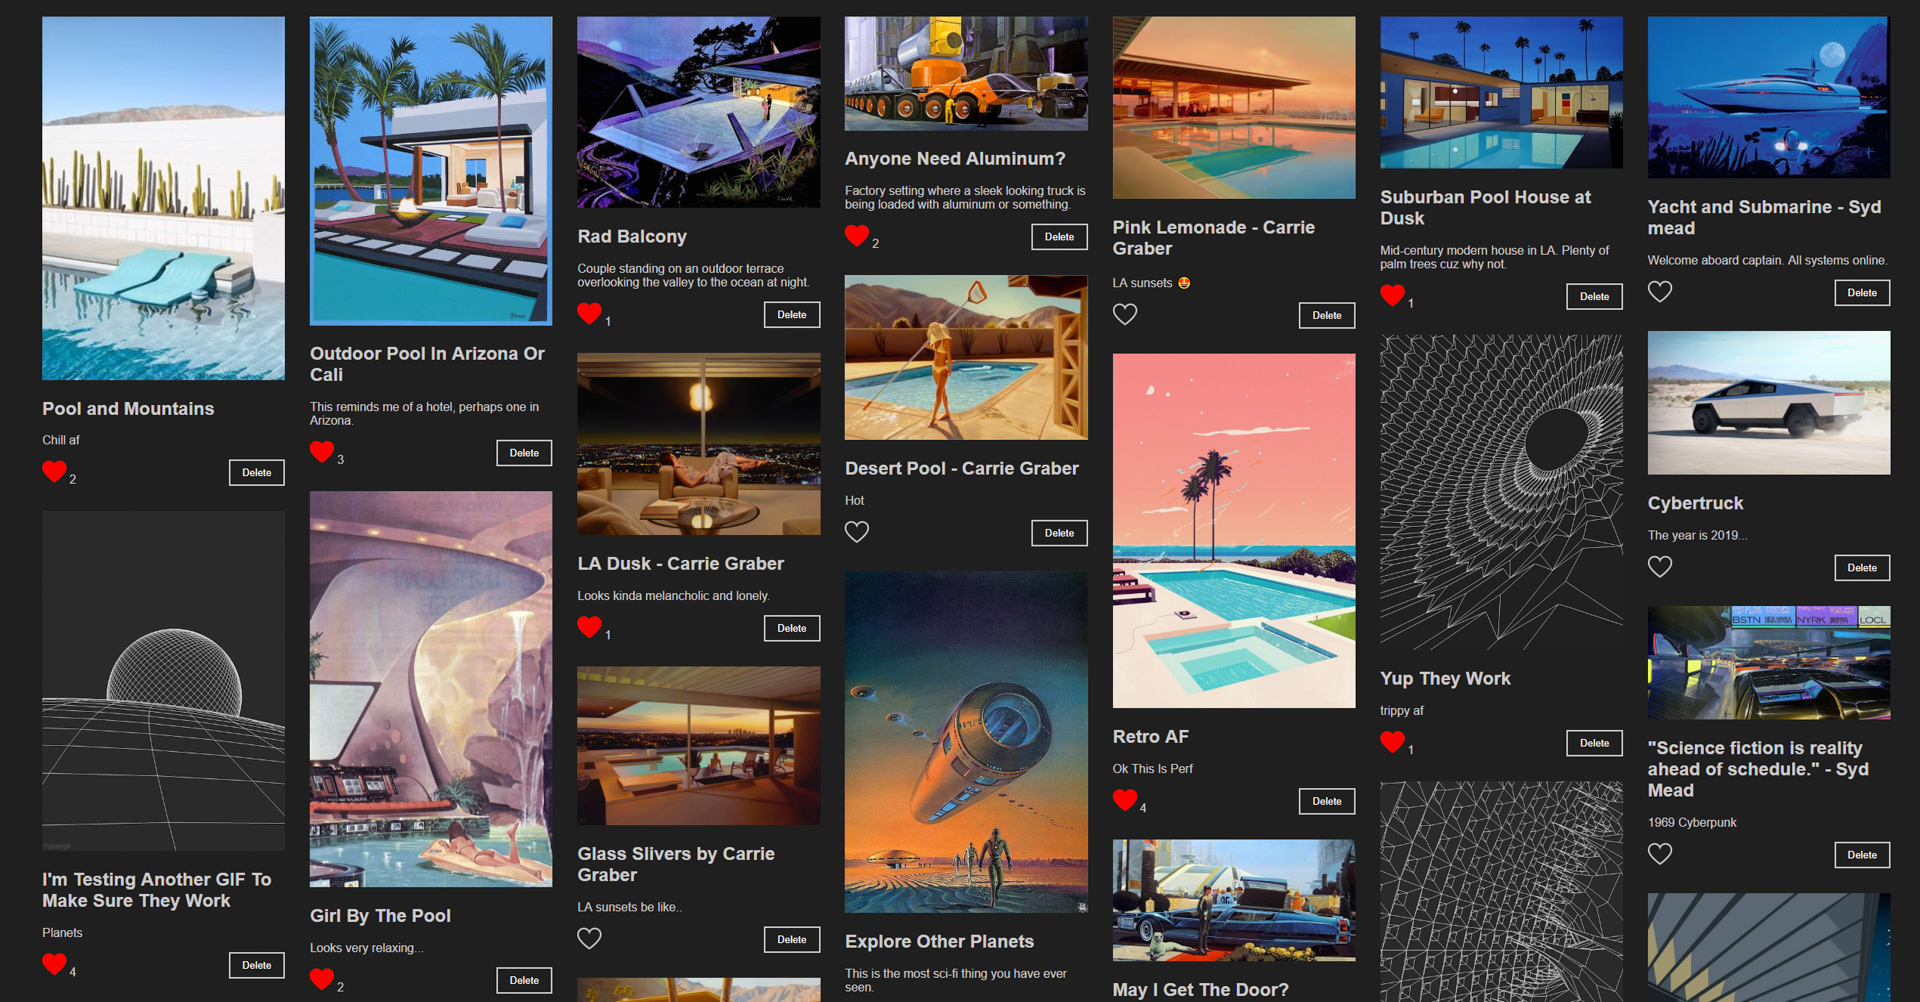 Pool and Mountains
Chill af
2
Delete
hypergif
I'm Testing Another GIF To
Make Sure They Work
Planets
4
Delete
Outdoor Pool In Arizona Or
Cali
This reminds me of a hotel, perhaps one in
Arizona.
3
Delete
Girl By The Pool
Looks very relaxing...
2
Delete
Rad Balcony
Couple standing on an outdoor terrace
overlooking the valley to the ocean at night.
1
Delete
LA Dusk - Carrie Graber
Looks kinda melancholic and lonely.
1
Delete
Glass Slivers by Carrie
Graber
LA sunsets be like..
Delete
Anyone Need Aluminum?
Factory setting where a sleek looking truck is
being loaded with aluminum or something.
2
Delete
Desert Pool - Carrie Graber
Hot
Delete
Explore Other Planets
This is the most sci-fi thing you have ever
seen.
Pink Lemonade - Carrie
Graber
LA sunsets 🤩
Delete
Retro AF
Ok This Is Perf
4
Delete
May I Get The Door?
Suburban Pool House at
Dusk
Mid-century modern house in LA. Plenty of
palm trees cuz why not.
1
Delete
Yup They Work
trippy af
1
Delete
Yacht and Submarine - Syd
mead
Welcome aboard captain. All systems online.
Delete
Cybertruck
The year is 2019...
Delete
BSTN NYRK LOCL
"Science fiction is reality
ahead of schedule." - Syd
Mead
1969 Cyberpunk
Delete